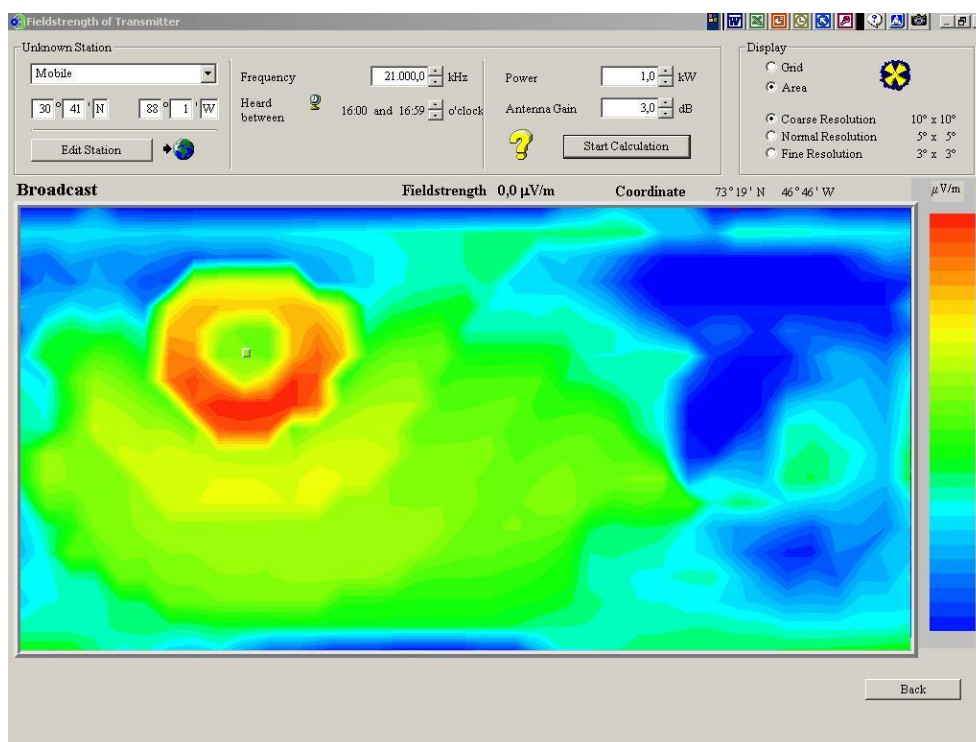 Fieldstrength of Transmitter
Unknown Station
Mobile
30 ° 41 ' N 88 ° 1 ' W
Edit Station
Frequency 21.000,0 kHz
Heard between 16:00 and 16:59 o'clock
Power 1,0 kW
Antenna Gain 3,0 dB
Start Calculation
Display
Grid
Area
Coarse Resolution 10° x 10°
Normal Resolution 5° x 5°
Fine Resolution 3° x 3°
Broadcast Fieldstrength 0,0 µV/m Coordinate 73°19' N 46°46' W µV/m
Back